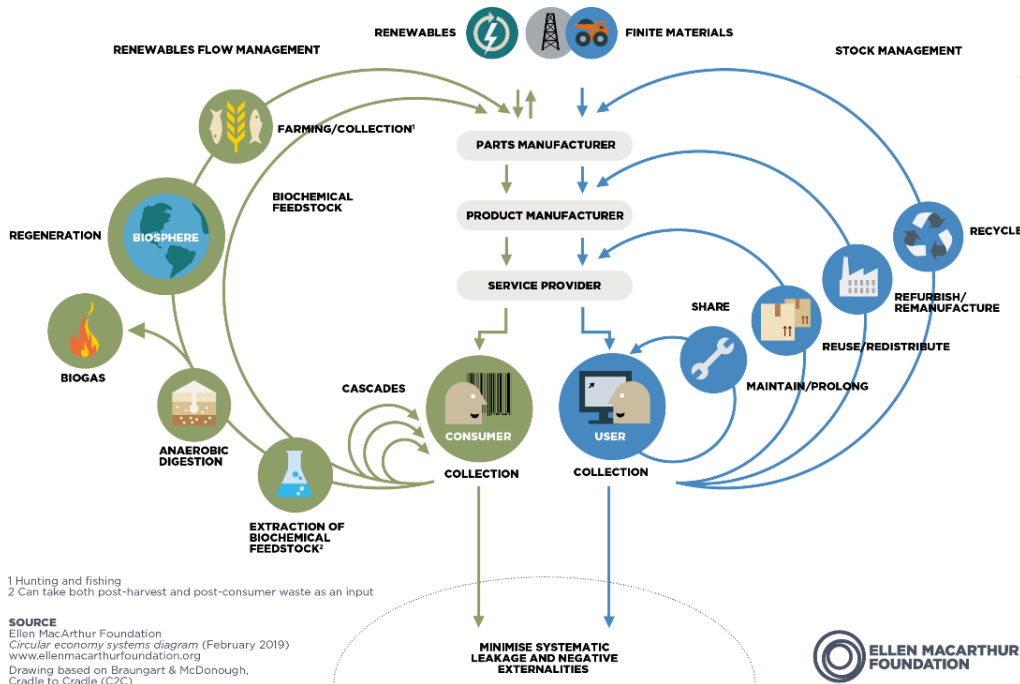 RENEWABLES
FINITE MATERIALS
RENEWABLES FLOW MANAGEMENT
STOCK MANAGEMENT
FARMING/COLLECTION¹
PARTS MANUFACTURER
BIOCHEMICAL
FEEDSTOCK
PRODUCT MANUFACTURER
REGENERATION
BIOSPHERE
RECYCLE
SERVICE PROVIDER
SHARE
REFURBISH/
REMANUFACTURE
REUSE/REDISTRIBUTE
BIOGAS
CASCADES
MAINTAIN/PROLONG
CONSUMER
USER
ANAEROBIC
DIGESTION
COLLECTION
COLLECTION
EXTRACTION OF
BIOCHEMICAL
FEEDSTOCK²
1 Hunting and fishing
2 Can take both post-harvest and post-consumer waste as an input
SOURCE
Ellen MacArthur Foundation
Circular economy systems diagram (February 2019)
www.ellenmacarthurfoundation.org
Drawing based on Braungart & McDonough,
Cradle to Cradle (C2C)
MINIMISE SYSTEMATIC
LEAKAGE AND NEGATIVE
EXTERNALITIES
ELLEN MACARTHUR
FOUNDATION